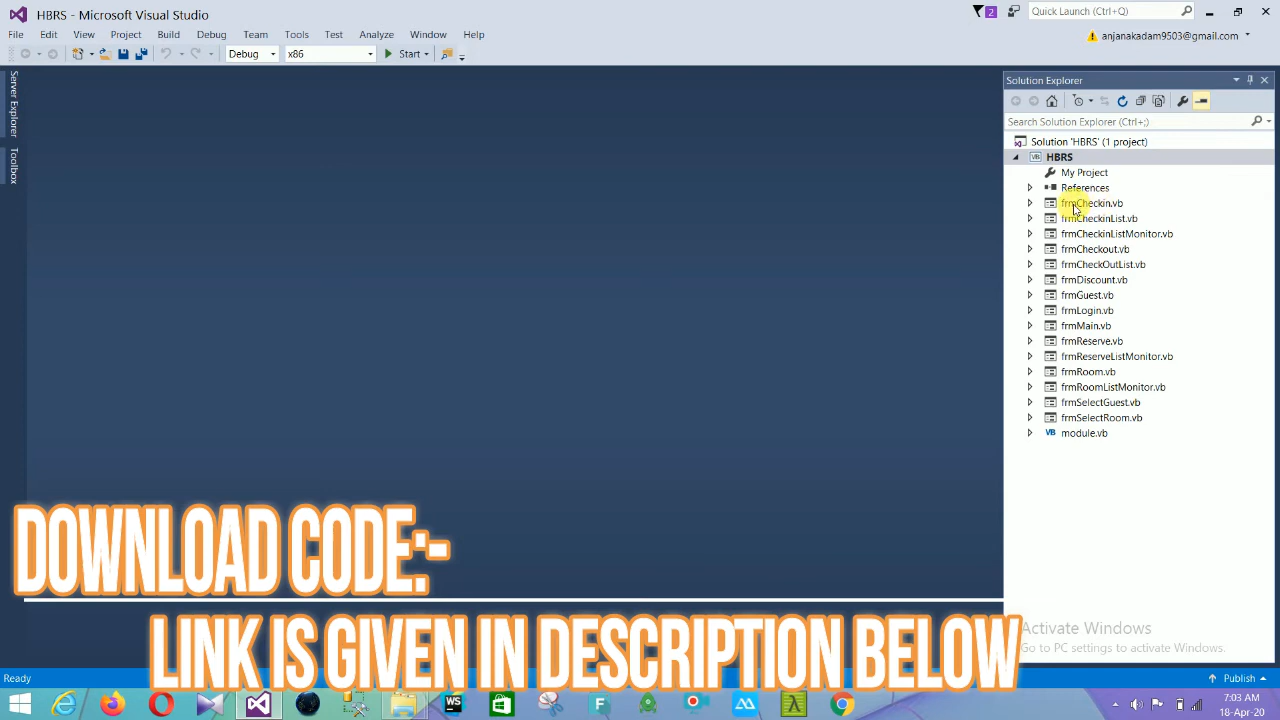 HBRS - Microsoft Visual Studio
2
Quick Launch (Ctrl+Q)
File Edit View Project Build Debug Team Tools Test Analyze Window Help
anjanakadam9503@gmail.com
Debug x86 Start
Server Explorer
Toolbox
Solution Explorer
Search Solution Explorer (Ctrl+;)
Solution 'HBRS' (1 project)
VB HBRS
My Project
References
frmCheckin.vb
frmCheckinList.vb
frmCheckinListMonitor.vb
frmCheckout.vb
frmCheckOutList.vb
frmDiscount.vb
frmGuest.vb
frmLogin.vb
frmMain.vb
frmReserve.vb
frmReserveListMonitor.vb
frmRoom.vb
frmRoomListMonitor.vb
frmSelectGuest.vb
frmSelectRoom.vb
VB module.vb
DOWNLOAD CODE:-
LINK IS GIVEN IN DESCRIPTION BELOW
Activate Windows
Go to PC settings to activate Windows.
Ready
Publish
WS
F
7:03 AM
18-Apr-20